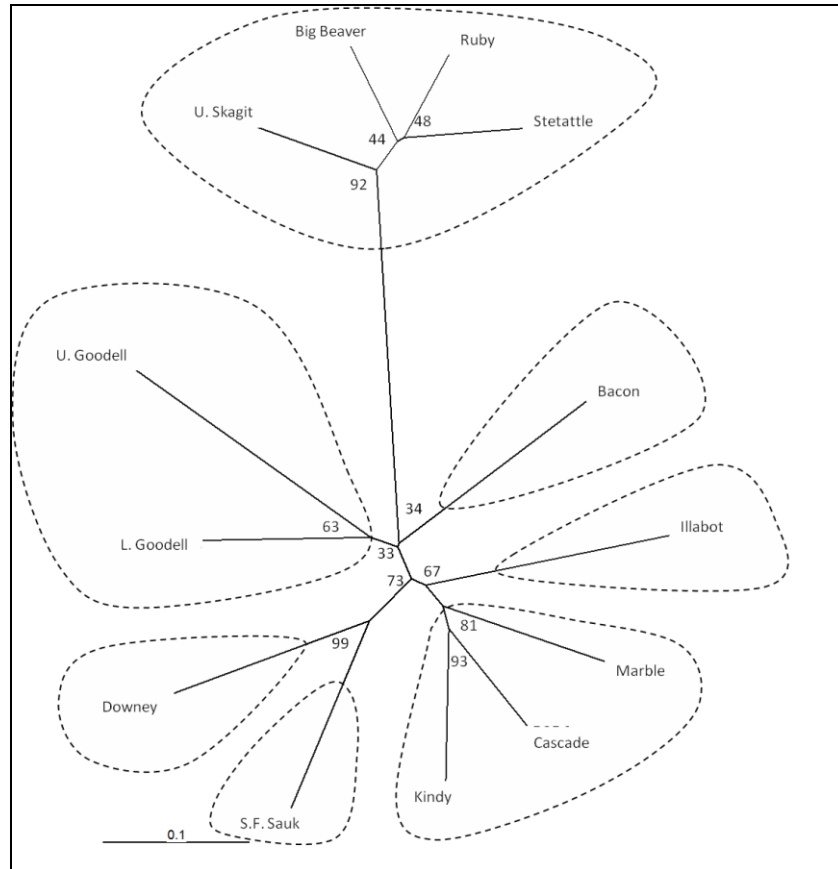 Big Beaver
Ruby
U. Skagit
48
44
Stetattle
92
U. Goodell
Bacon
34
63
L. Goodell
Illabot
33
67
73
81
99
93
Marble
Downey
Cascade
Kindy
S.F. Sauk
0.1